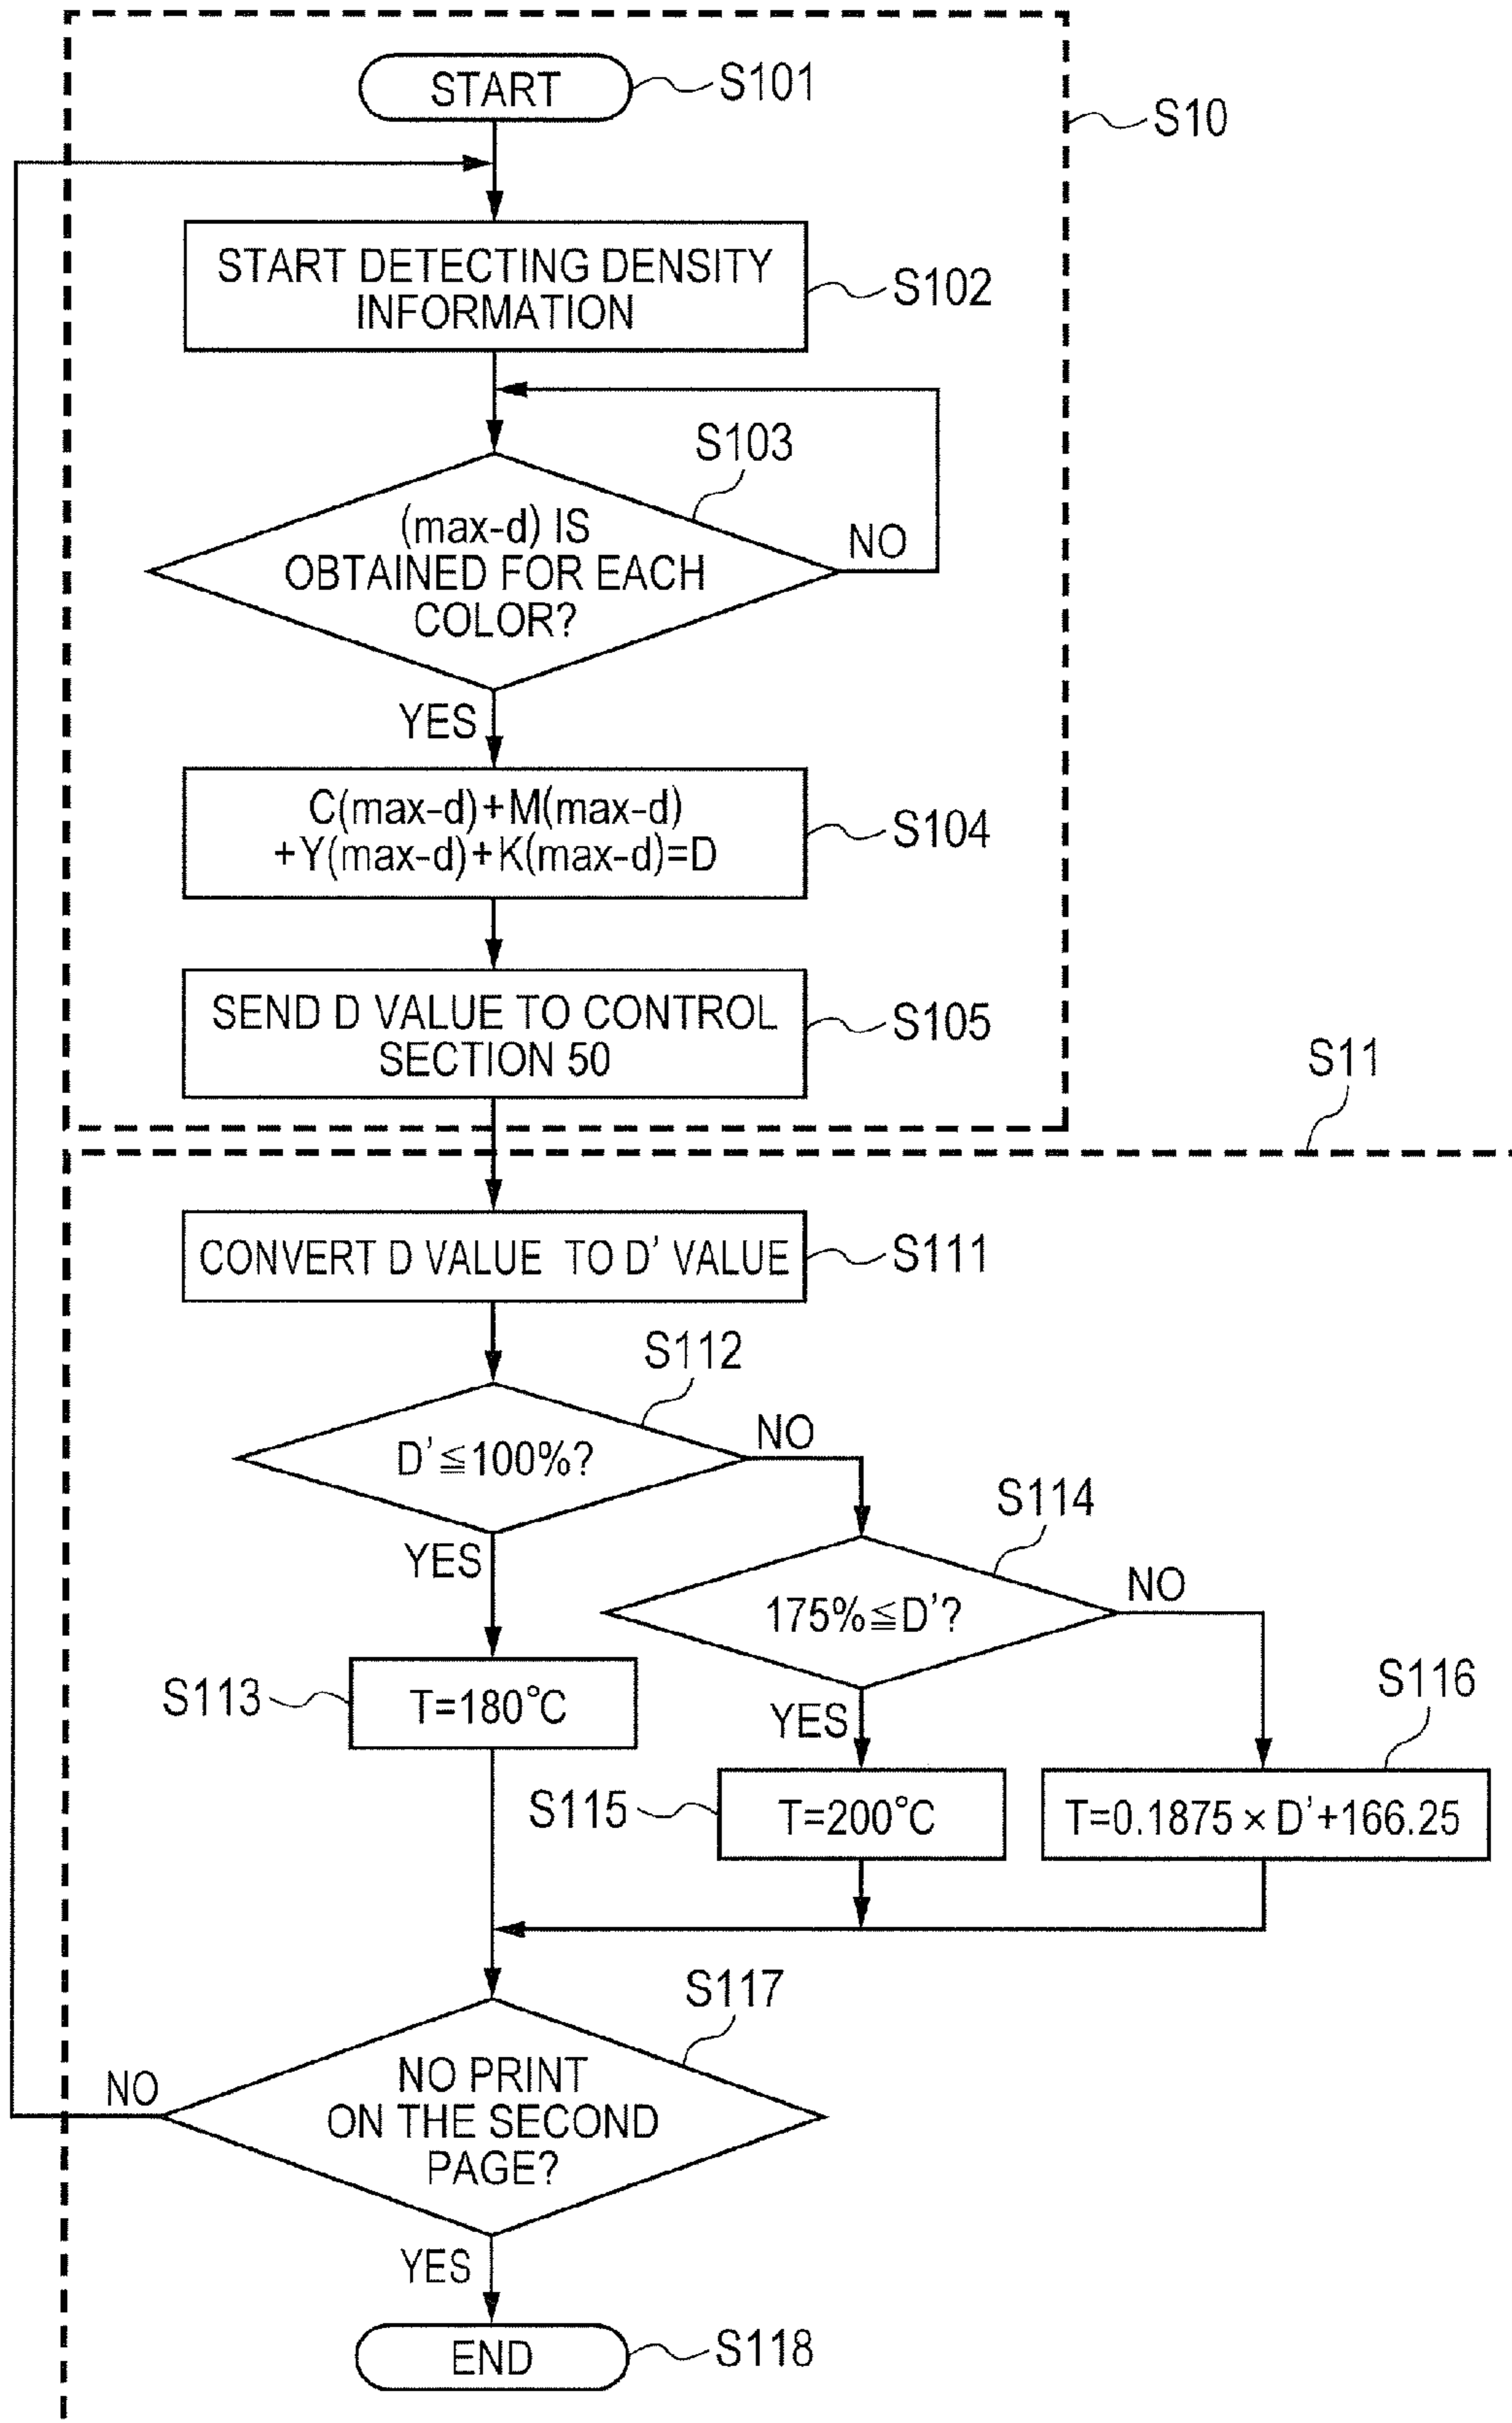 START
S101
S10
START DETECTING DENSITY
INFORMATION
S102
S103
(max-d) IS
OBTAINED FOR EACH
COLOR?
NO
YES
C(max-d)+M(max-d)
+Y(max-d)+K(max-d)=D
S104
SEND D VALUE TO CONTROL
SECTION 50
S105
S11
CONVERT D VALUE TO D' VALUE
S111
S112
D'≦100%?
NO
YES
S114
175%≦D'?
NO
YES
S113
T=180°C
S115
T=200°C
S116
T=0.1875×D'+166.25
S117
NO PRINT
ON THE SECOND
PAGE?
NO
YES
END
S118